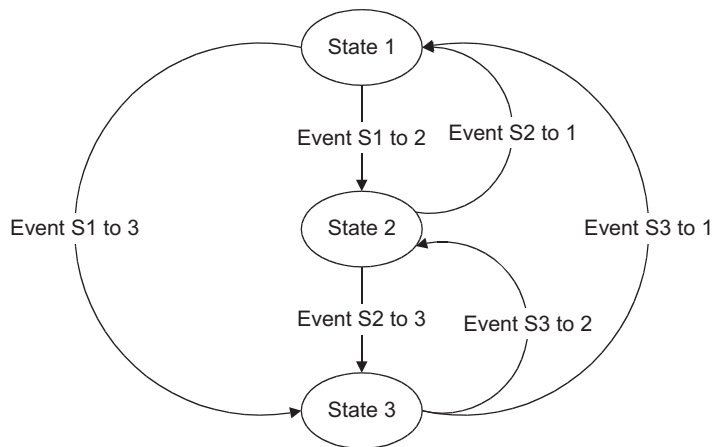 State 1
Event S1 to 2
Event S2 to 1
Event S1 to 3
State 2
Event S3 to 1
Event S2 to 3
Event S3 to 2
State 3